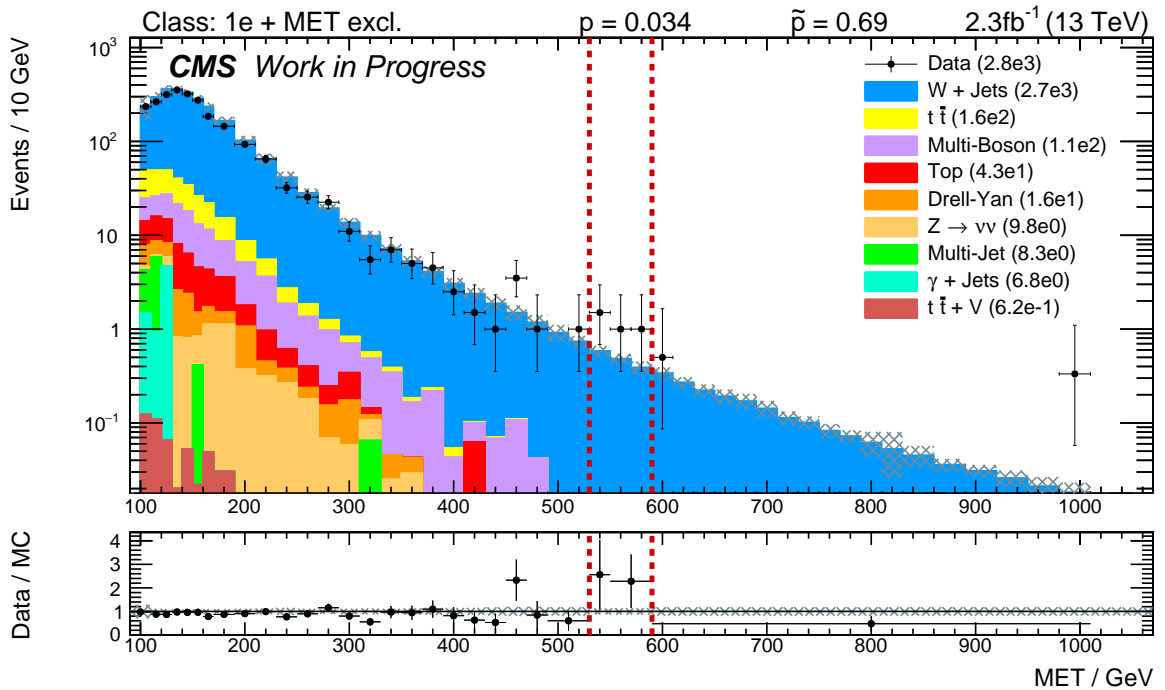 Class: 1e + MET excl. p = 0.034 p̃ = 0.69 2.3fb⁻¹ (13 TeV)
CMS Work in Progress
Events / 10 GeV
10³
10²
10
1
10⁻¹
Data (2.8e3)
W + Jets (2.7e3)
t t̄ (1.6e2)
Multi-Boson (1.1e2)
Top (4.3e1)
Drell-Yan (1.6e1)
Z → νν (9.8e0)
Multi-Jet (8.3e0)
γ + Jets (6.8e0)
t t̄ + V (6.2e-1)
100 200 300 400 500 600 700 800 900 1000
Data / MC
4
3
2
1
0
100 200 300 400 500 600 700 800 900 1000
MET / GeV